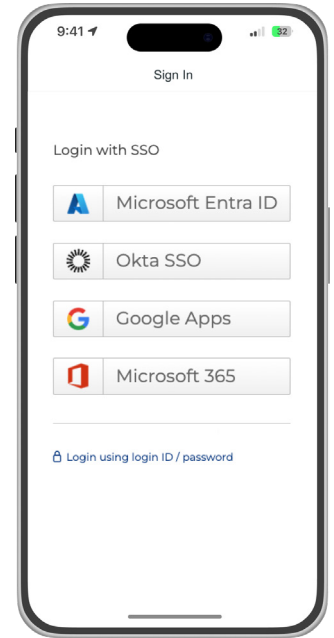 9:41
32
Sign In
Login with SSO
Microsoft Entra ID
Okta SSO
Google Apps
Microsoft 365
Login using login ID / password